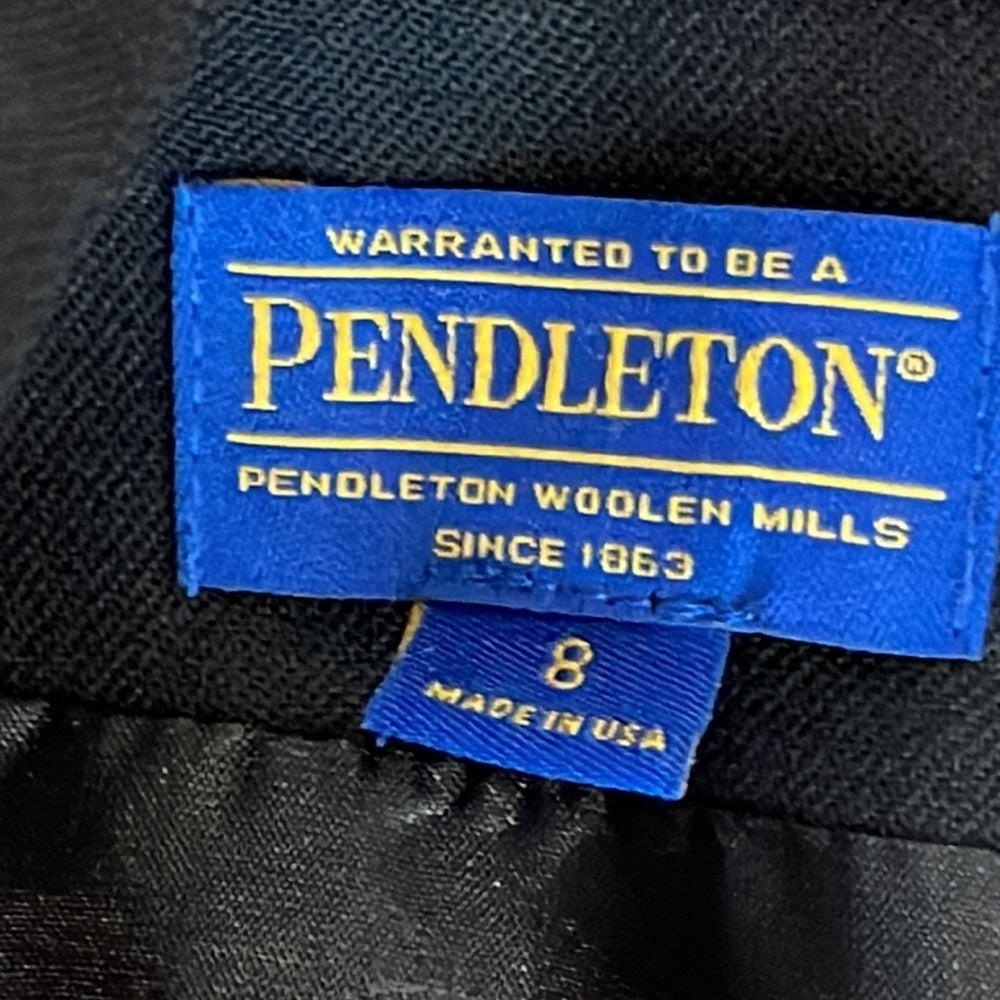 WARRANTED TO BE A
PENDLETON®
PENDLETON WOOLEN MILLS
SINCE 1863
8
MADE IN USA